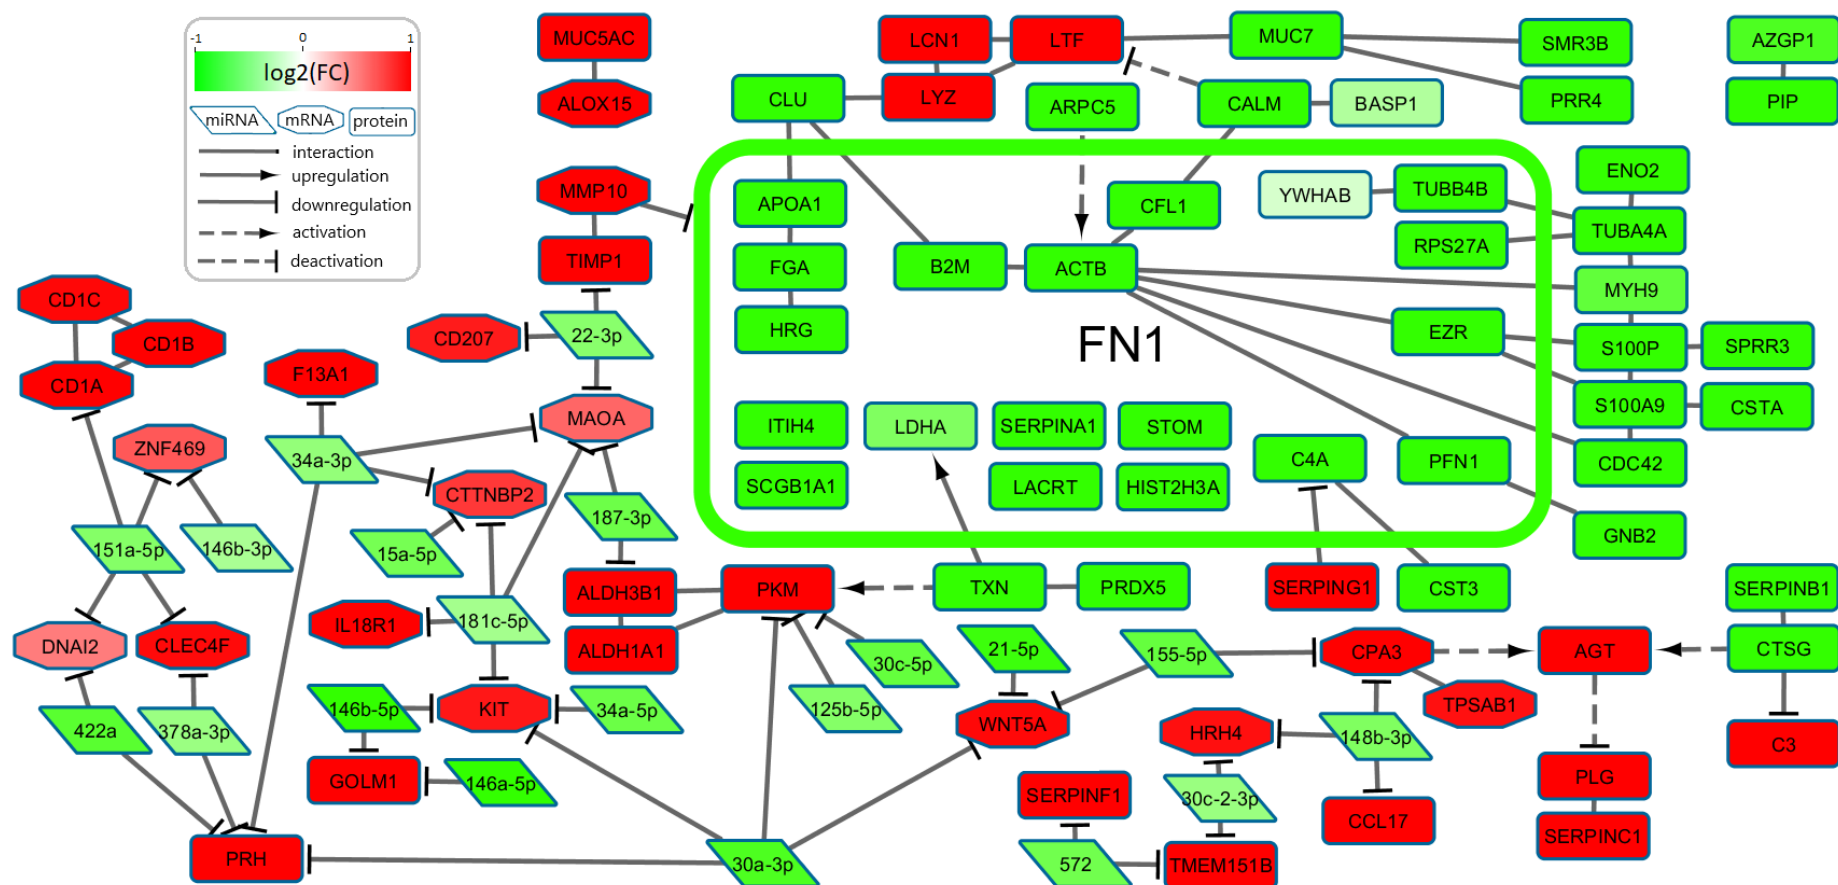 -1 0 1
log2(FC)
miRNA mRNA protein
interaction
upregulation
downregulation
activation
deactivation
MUC5AC
ALOX15
MMP10
TIMP1
LCN1
LTF
LYZ
MUC7
SMR3B
PRR4
AZGP1
PIP
CLU
ARPC5
CALM
BASP1
APOA1
FGA
HRG
B2M
ACTB
CFL1
YWHAB
TUBB4B
RPS27A
ENO2
TUBA4A
MYH9
EZR
S100P
SPRR3
S100A9
CSTA
CDC42
GNB2
FN1
ITIH4
SCGB1A1
LDHA
SERPINA1
LACRT
STOM
HIST2H3A
C4A
PFN1
CD1C
CD1B
CD1A
CD207
22-3p
F13A1
MAOA
ZNF469
34a-3p
CTTNBP2
187-3p
151a-5p
146b-3p
15a-5p
ALDH3B1
PKM
TXN
PRDX5
SERPING1
CST3
SERPINB1
DNAI2
CLEC4F
IL18R1
181c-5p
ALDH1A1
30c-5p
21-5p
155-5p
CPA3
AGT
CTSG
422a
378a-3p
146b-5p
KIT
34a-5p
125b-5p
WNT5A
HRH4
148b-3p
TPSAB1
C3
GOLM1
146a-5p
SERPINF1
30c-2-3p
CCL17
PLG
SERPINC1
PRH
30a-3p
572
TMEM151B